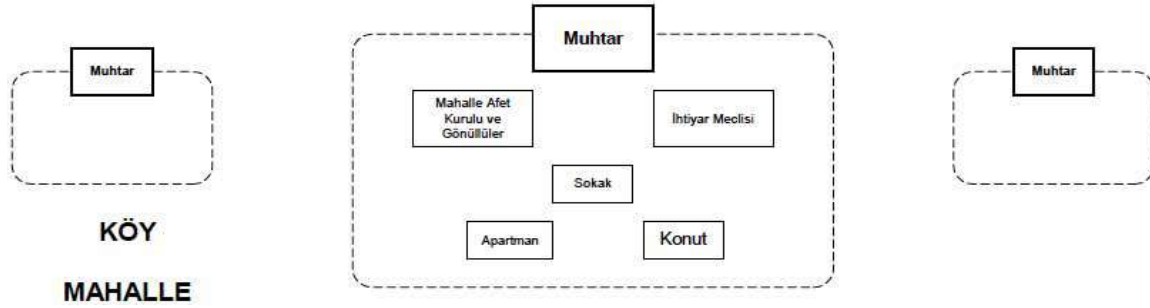 Muhtar
Muhtar
Muhtar
Mahalle Afet
Kurulu ve
Gönüllüler
İhtiyar Meclisi
Sokak
Apartman
Konut
KÖY
MAHALLE